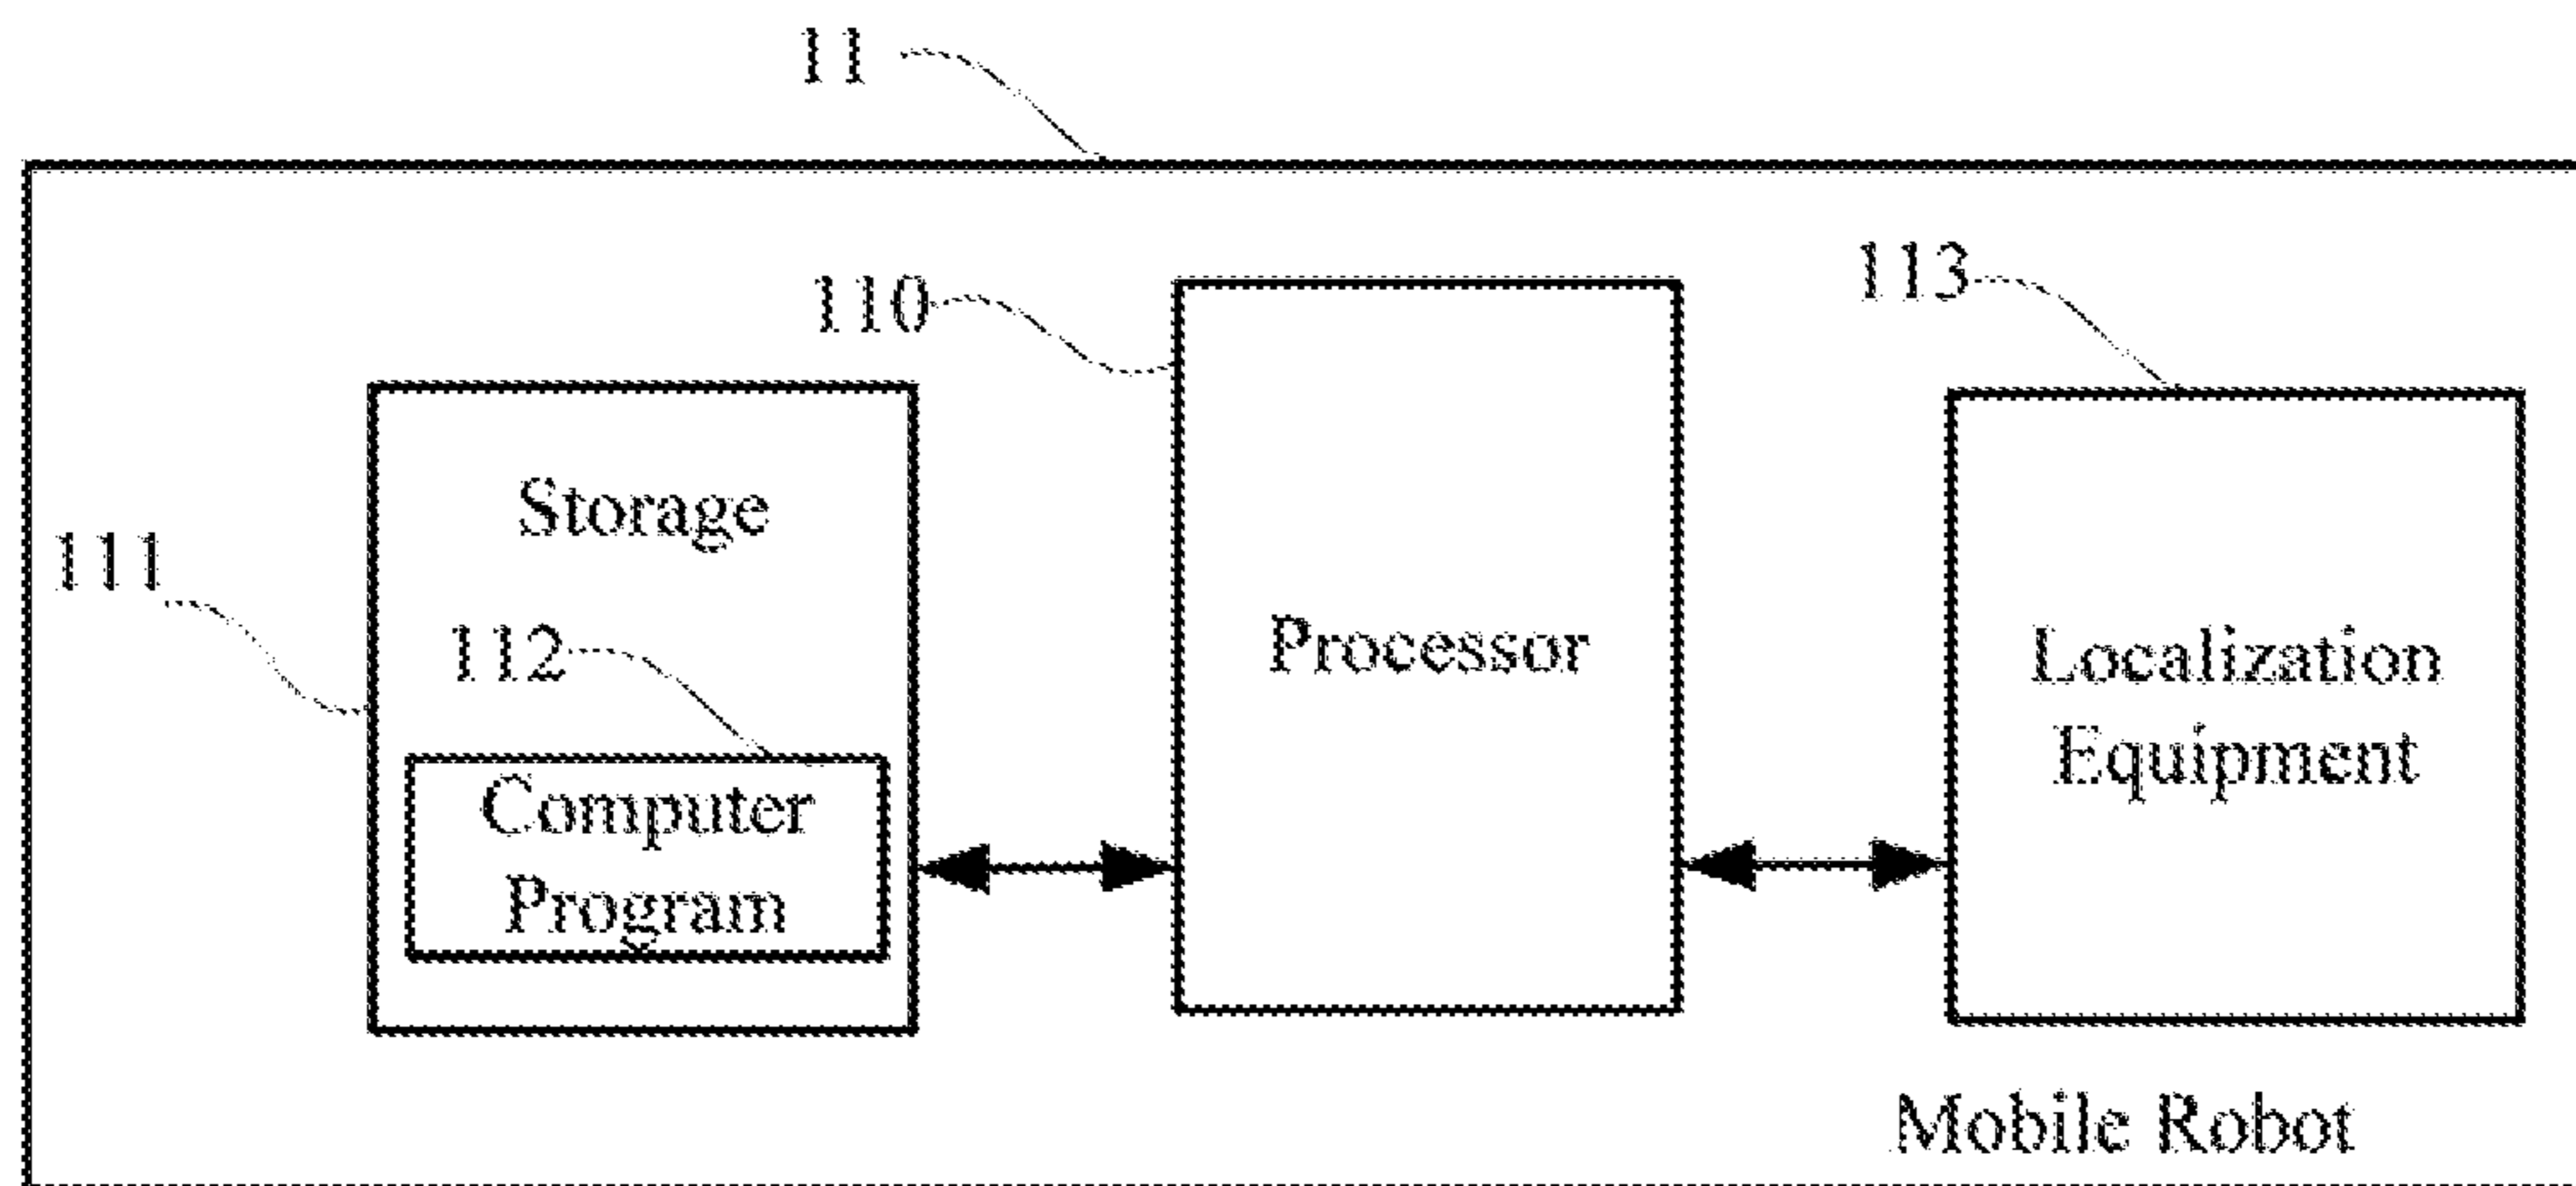 11
110
113
Storage
111
112
Processor
Localization
Equipment
Computer
Program
Mobile Robot